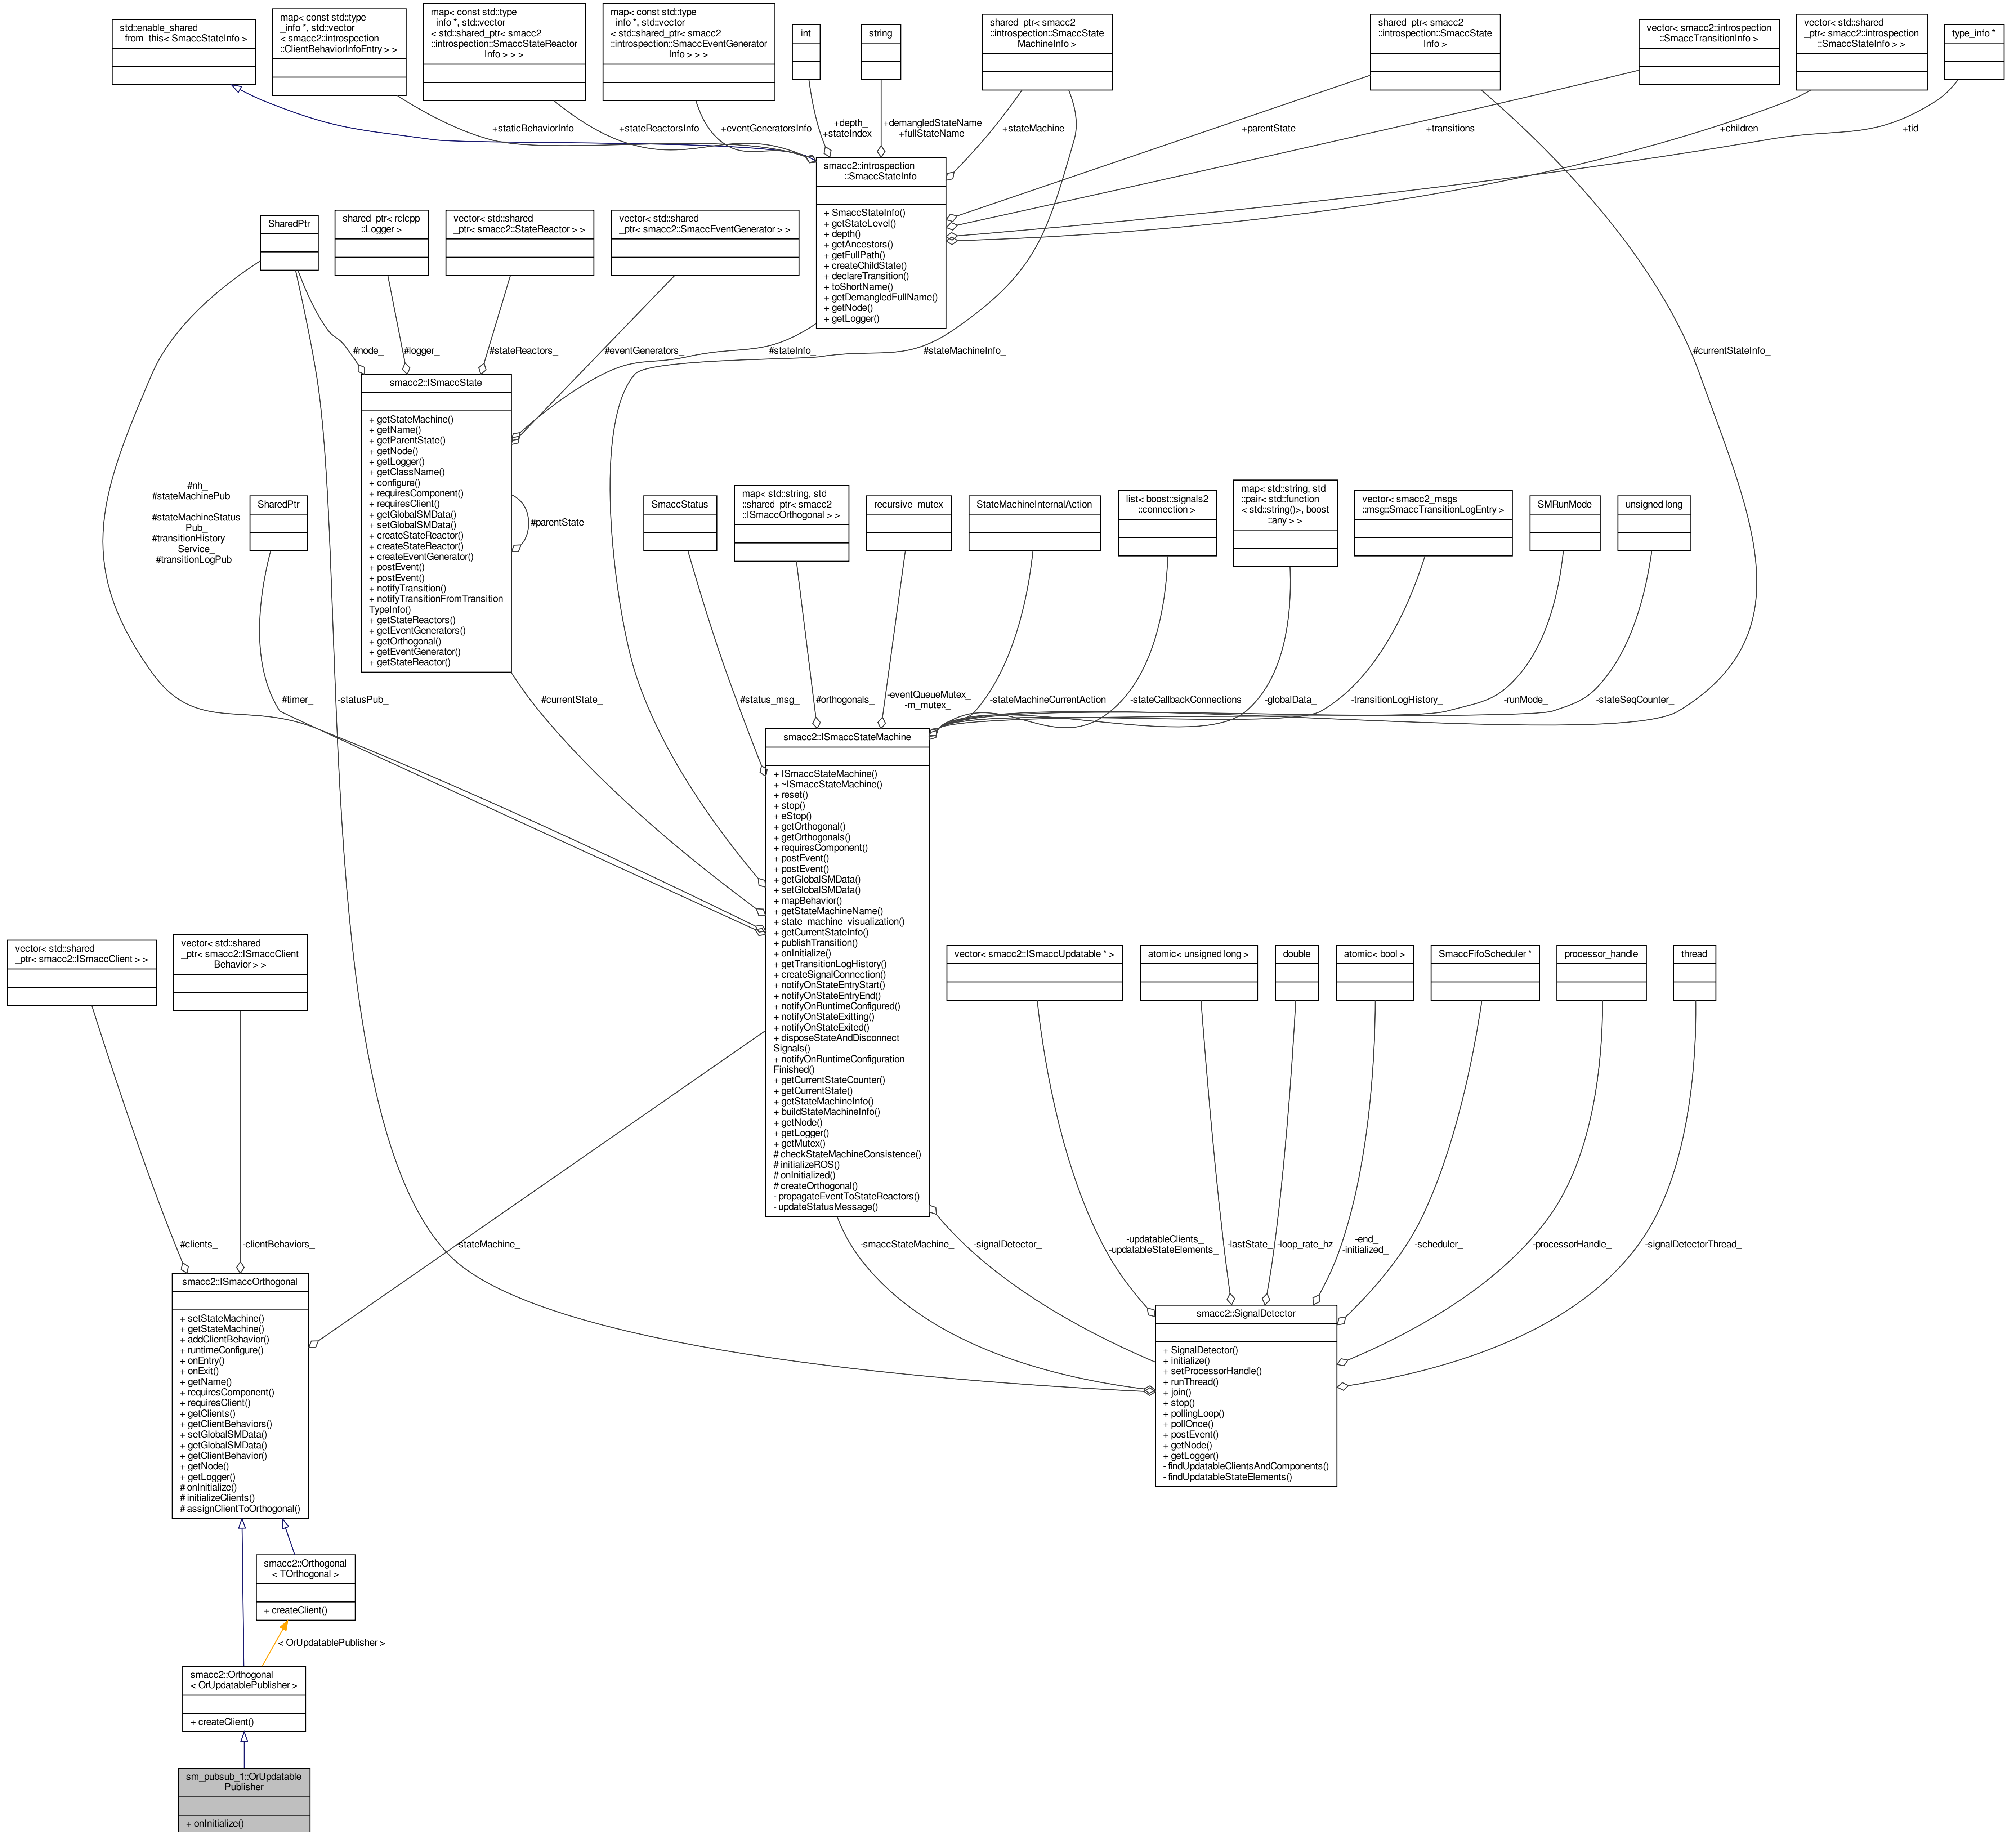 std::enable_shared
_from_this< SmaccStateInfo >
map< const std::type
_info *, std::vector
< smacc2::introspection
::ClientBehaviorInfoEntry > >
map< const std::type
_info *, std::vector
< std::shared_ptr< smacc2
::introspection::SmaccStateReactor
Info > > >
map< const std::type
_info *, std::vector
< std::shared_ptr< smacc2
::introspection::SmaccEventGenerator
Info > > >
int
string
shared_ptr< smacc2
::introspection::SmaccState
MachineInfo >
shared_ptr< smacc2
::introspection::SmaccState
Info >
vector< smacc2::introspection
::SmaccTransitionInfo >
vector< std::shared
_ptr< smacc2::introspection
::SmaccStateInfo > >
type_info *
+staticBehaviorInfo
+stateReactorsInfo
+eventGeneratorsInfo
+depth_
+stateIndex_
+demangledStateName
+fullStateName
+stateMachine_
+parentState_
+transitions_
+children_
+tid_
smacc2::introspection
::SmaccStateInfo
+ SmaccStateInfo()
+ getStateLevel()
+ depth()
+ getAncestors()
+ getFullPath()
+ createChildState()
+ declareTransition()
+ toShortName()
+ getDemangledFullName()
+ getNode()
+ getLogger()
SharedPtr
shared_ptr< rclcpp
::Logger >
vector< std::shared
_ptr< smacc2::StateReactor > >
vector< std::shared
_ptr< smacc2::SmaccEventGenerator > >
#node_
#logger_
#stateReactors_
#eventGenerators_
#stateInfo_
#stateMachineInfo_
#currentStateInfo_
smacc2::ISmaccState
+ getStateMachine()
+ getName()
+ getParentState()
+ getNode()
+ getLogger()
+ getClassName()
+ configure()
+ requiresComponent()
+ requiresClient()
+ getGlobalSMData()
+ setGlobalSMData()
+ createStateReactor()
+ createStateReactor()
+ createEventGenerator()
+ postEvent()
+ postEvent()
+ notifyTransition()
+ notifyTransitionFromTransition
TypeInfo()
+ getStateReactors()
+ getEventGenerators()
+ getOrthogonal()
+ getEventGenerator()
+ getStateReactor()
#parentState_
#nh_
#stateMachinePub
_
#stateMachineStatus
Pub_
#transitionHistory
Service_
#transitionLogPub_
SharedPtr
SmaccStatus
map< std::string, std
::shared_ptr< smacc2
::ISmaccOrthogonal > >
recursive_mutex
StateMachineInternalAction
list< boost::signals2
::connection >
map< std::string, std
::pair< std::function
< std::string()>, boost
::any > >
vector< smacc2_msgs
::msg::SmaccTransitionLogEntry >
SMRunMode
unsigned long
#timer_
-statusPub_
#currentState_
#status_msg_
#orthogonals_
-eventQueueMutex_
-m_mutex_
-stateMachineCurrentAction
-stateCallbackConnections
-globalData_
-transitionLogHistory_
-runMode_
-stateSeqCounter_
smacc2::ISmaccStateMachine
+ ISmaccStateMachine()
+ ~ISmaccStateMachine()
+ reset()
+ stop()
+ eStop()
+ getOrthogonal()
+ getOrthogonals()
+ requiresComponent()
+ postEvent()
+ postEvent()
+ getGlobalSMData()
+ setGlobalSMData()
+ mapBehavior()
+ getStateMachineName()
+ state_machine_visualization()
+ getCurrentStateInfo()
+ publishTransition()
+ onInitialize()
+ getTransitionLogHistory()
+ createSignalConnection()
+ notifyOnStateEntryStart()
+ notifyOnStateEntryEnd()
+ notifyOnRuntimeConfigured()
+ notifyOnStateExitting()
+ notifyOnStateExited()
+ disposeStateAndDisconnect
Signals()
+ notifyOnRuntimeConfiguration
Finished()
+ getCurrentStateCounter()
+ getCurrentState()
+ getStateMachineInfo()
+ buildStateMachineInfo()
+ getNode()
+ getLogger()
+ getMutex()
# checkStateMachineConsistence()
# initializeROS()
# onInitialized()
# createOrthogonal()
- propagateEventToStateReactors()
- updateStatusMessage()
vector< std::shared
_ptr< smacc2::ISmaccClient > >
vector< std::shared
_ptr< smacc2::ISmaccClient
Behavior > >
vector< smacc2::ISmaccUpdatable * >
atomic< unsigned long >
double
atomic< bool >
SmaccFifoScheduler *
processor_handle
thread
#clients_
-clientBehaviors_
-stateMachine_
-smaccStateMachine_
-signalDetector_
-updatableClients_
-updatableStateElements_
-lastState_
-loop_rate_hz
-end_
-initialized_
-scheduler_
-processorHandle_
-signalDetectorThread_
smacc2::ISmaccOrthogonal
+ setStateMachine()
+ getStateMachine()
+ addClientBehavior()
+ runtimeConfigure()
+ onEntry()
+ onExit()
+ getName()
+ requiresComponent()
+ requiresClient()
+ getClients()
+ getClientBehaviors()
+ setGlobalSMData()
+ getGlobalSMData()
+ getClientBehavior()
+ getNode()
+ getLogger()
# onInitialize()
# initializeClients()
# assignClientToOrthogonal()
smacc2::SignalDetector
+ SignalDetector()
+ initialize()
+ setProcessorHandle()
+ runThread()
+ join()
+ stop()
+ pollingLoop()
+ pollOnce()
+ postEvent()
+ getNode()
+ getLogger()
- findUpdatableClientsAndComponents()
- findUpdatableStateElements()
smacc2::Orthogonal
< TOrthogonal >
+ createClient()
< OrUpdatablePublisher >
smacc2::Orthogonal
< OrUpdatablePublisher >
+ createClient()
sm_pubsub_1::OrUpdatable
Publisher
+ onInitialize()